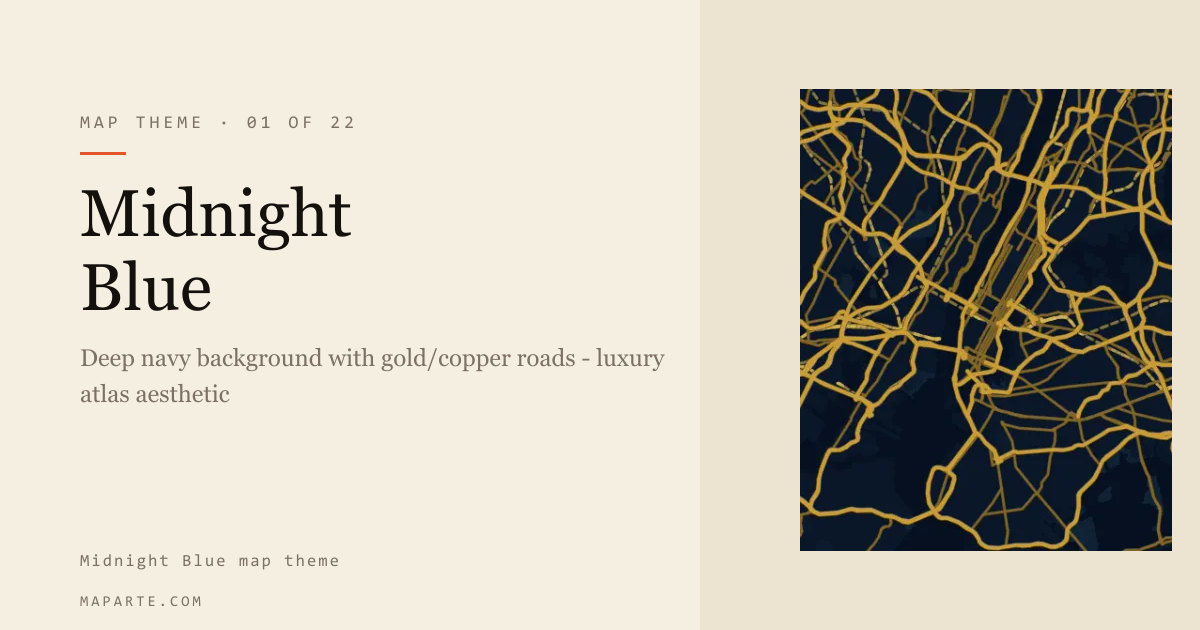 MAP THEME · 01 OF 22
Midnight
Blue
Deep navy background with gold/copper roads - luxury
atlas aesthetic
Midnight Blue map theme
MAPARTE.COM